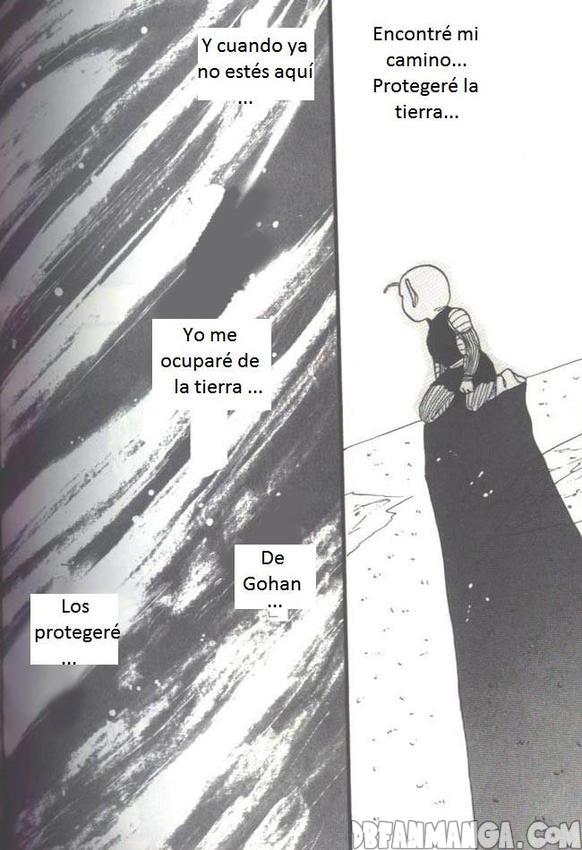 Encontré mi
camino...
Protegeré la
tierra...
Y cuando ya
no estés aquí
...
Yo me
ocuparé de
la tierra ...
De
Gohan
...
Los
protegeré
...
DBFANMANGA.COM